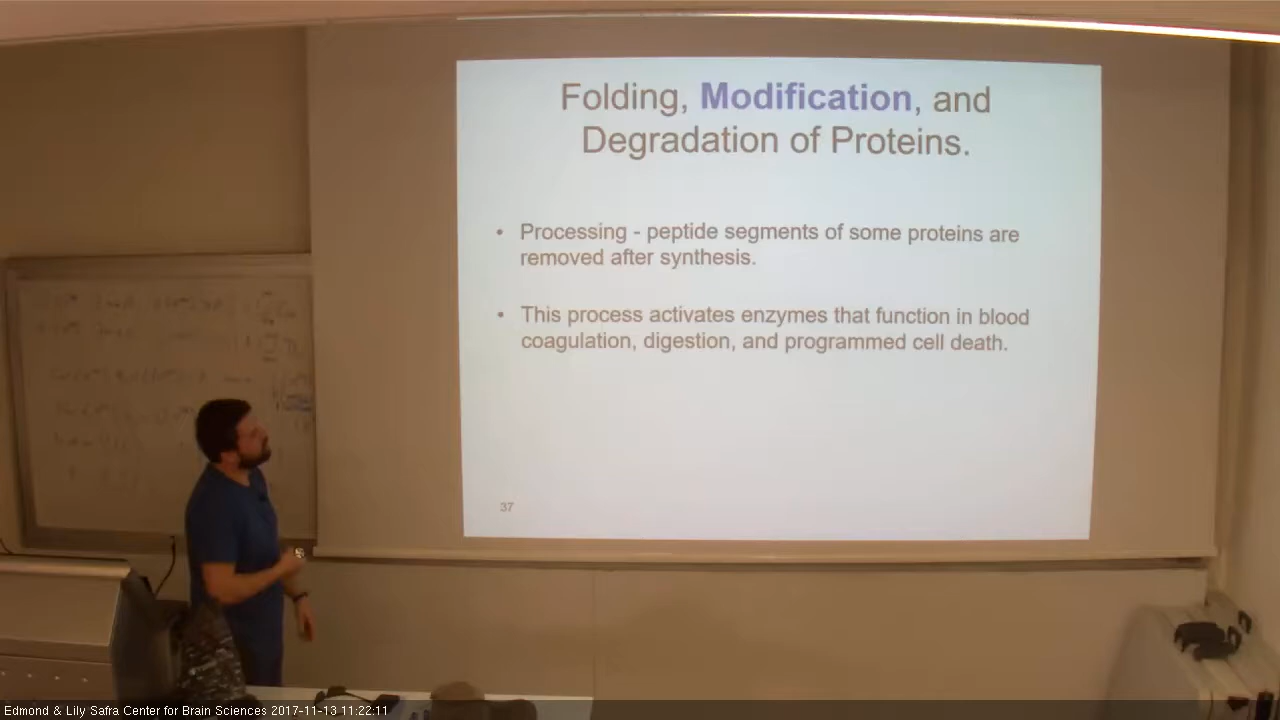 Folding, Modification, and
Degradation of Proteins.
• Processing - peptide segments of some proteins are
removed after synthesis.
• This process activates enzymes that function in blood
coagulation, digestion, and programmed cell death.
37
Edmond & Lily Safra Center for Brain Sciences 2017-11-13 11:22:11